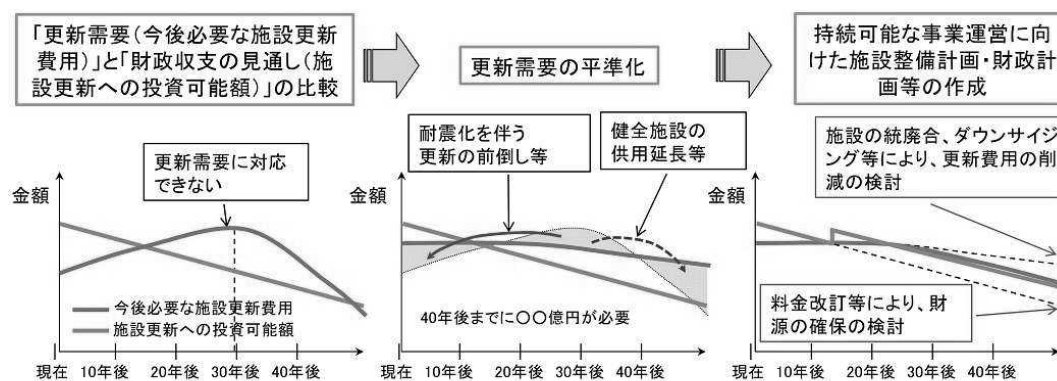 「更新需要(今後必要な施設更新
費用)」と「財政収支の見通し(施
設更新への投資可能額)」の比較
更新需要の平準化
持続可能な事業運営に向
けた施設整備計画・財政計
画等の作成
更新需要に対応
できない
金額
今後必要な施設更新費用
施設更新への投資可能額
現在 10年後 20年後 30年後 40年後
耐震化を伴う
更新の前倒し等
健全施設の
供用延長等
金額
40年後までに〇〇億円が必要
現在 10年後 20年後 30年後 40年後
施設の統廃合、ダウンサイジ
ング等により、更新費用の削
減の検討
金額
料金改訂等により、財
源の確保の検討
現在 10年後 20年後 30年後 40年後